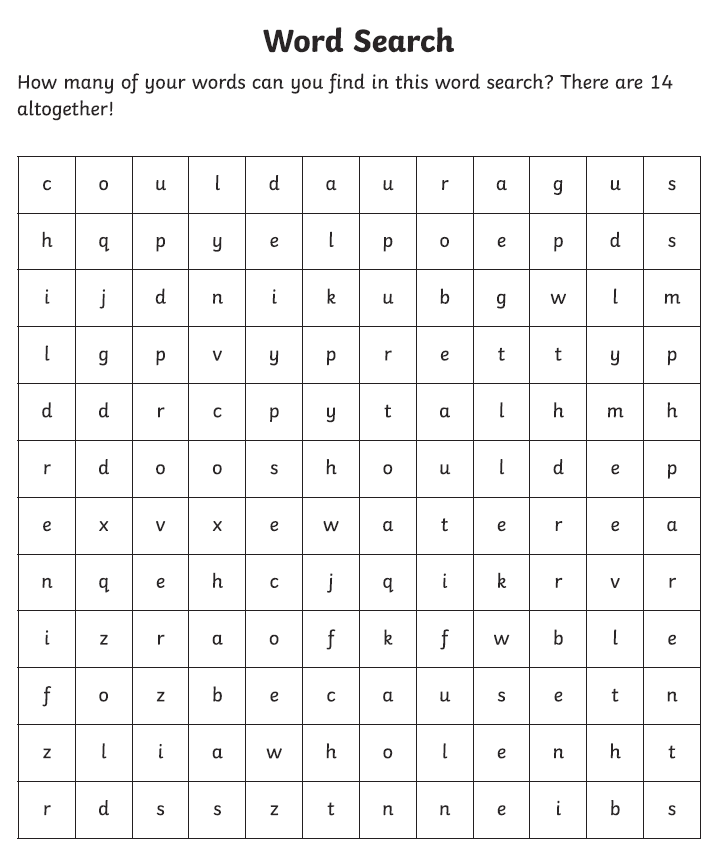 Word Search
How many of your words can you find in this word search? There are 14
altogether!
c o u l d a u r a g u s
h q p y e l p o e p d s
i j d n i k u b g w l m
l g p v y p r e t t y p
d d r c p y t a l h m h
r d o o s h o u l d e p
e x v x e w a t e r e a
n q e h c j q i k r v r
i z r a o f k f w b l e
f o z b e c a u s e t n
z l i a w h o l e n h t
r d s s z t n n e i b s